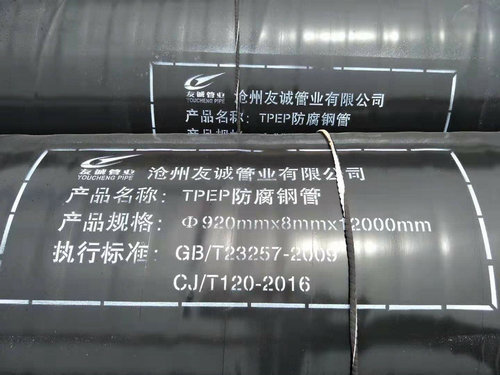 友诚管业 沧州友诚管业有限公司
YOUCHENG PIPE
产品名称: TPEP防腐钢管
友诚管业 沧州友诚管业有限公司
YOUCHENG PIPE
产品名称: TPEP防腐钢管
产品规格: Φ920mmx8mmx12000mm
执行标准: GB/T23257-2009
CJ/T120-2016